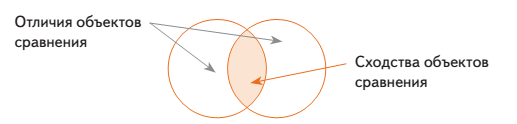 Отличия объектов
сравнения
Сходства объектов
сравнения